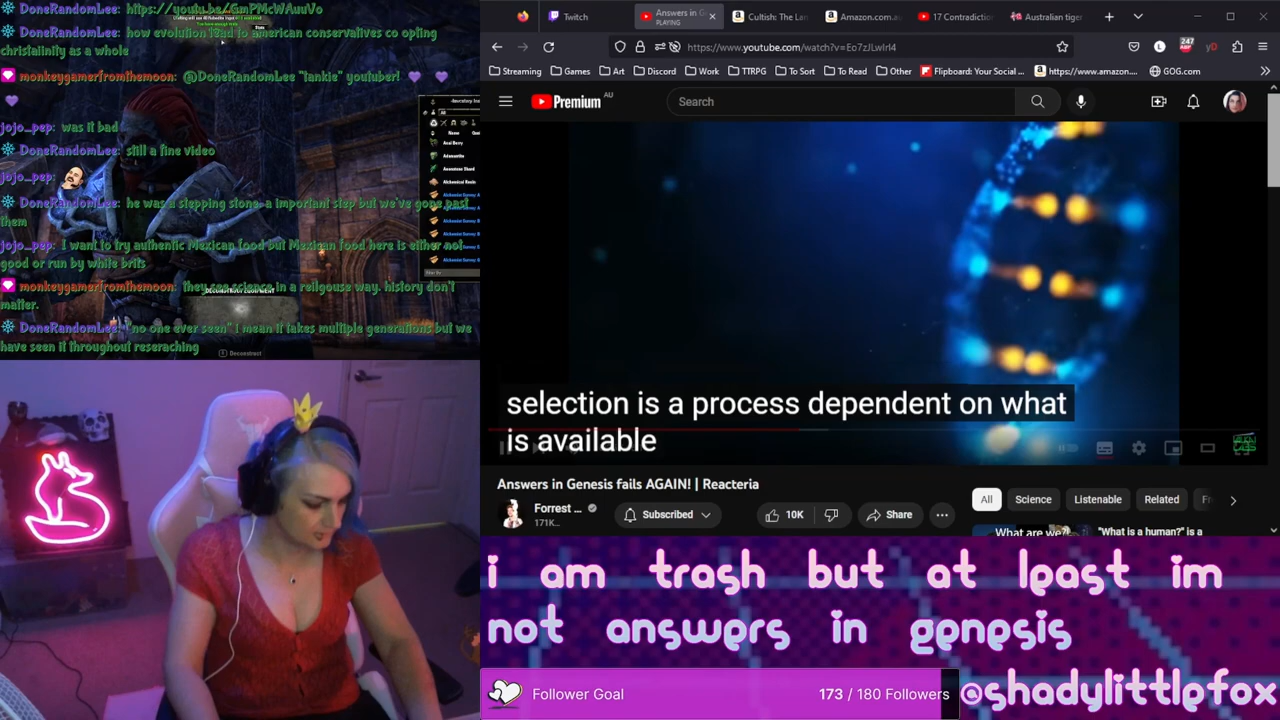 DoneRandomLee: https://youtu.be/GmPMcWAuuVo
DoneRandomLee: how evolution lead to american conservatives co opting
chrisitalinity as a whole
monkeygamerfromthemoon: @DoneRandomLee "tankie" youtuber!
jojo_pep: was it bad
DoneRandomLee: still a fine video
jojo_pep:
DoneRandomLee: he was a stepping stone, a important step but we've gone past
them
jojo_pep: I want to try authentic Mexican food but Mexican food here is either not
good or run by white brits
monkeygamerfromthemoon: they see science in a reilgouse way. history don't
matter.
DoneRandomLee: "no one ever seen" I mean it takes multiple generations but we
have seen it throughout reseraching
Name
Deconstruct
Twitch
Answers in G
PLAYING
Cultish: The Lan
Amazon.com.au
17 Contradiction
Australian tiger
https://www.youtube.com/watch?v=Eo7zJLwIrI4
247
Streaming
Games
Art
Discord
Work
TTRPG
To Sort
To Read
Other
Flipboard: Your Social ...
https://www.amazon....
GOG.com
Premium AU
Search
selection is a process dependent on what
is available
Answers in Genesis fails AGAIN! | Reacteria
Forrest ...
171K...
Subscribed
10K
Share
All
Science
Listenable
Related
What are we?!
"What is a human?" is a
i am trash but at least im
not answers in genesis
Follower Goal
173 / 180 Followers
@shadylittlefox